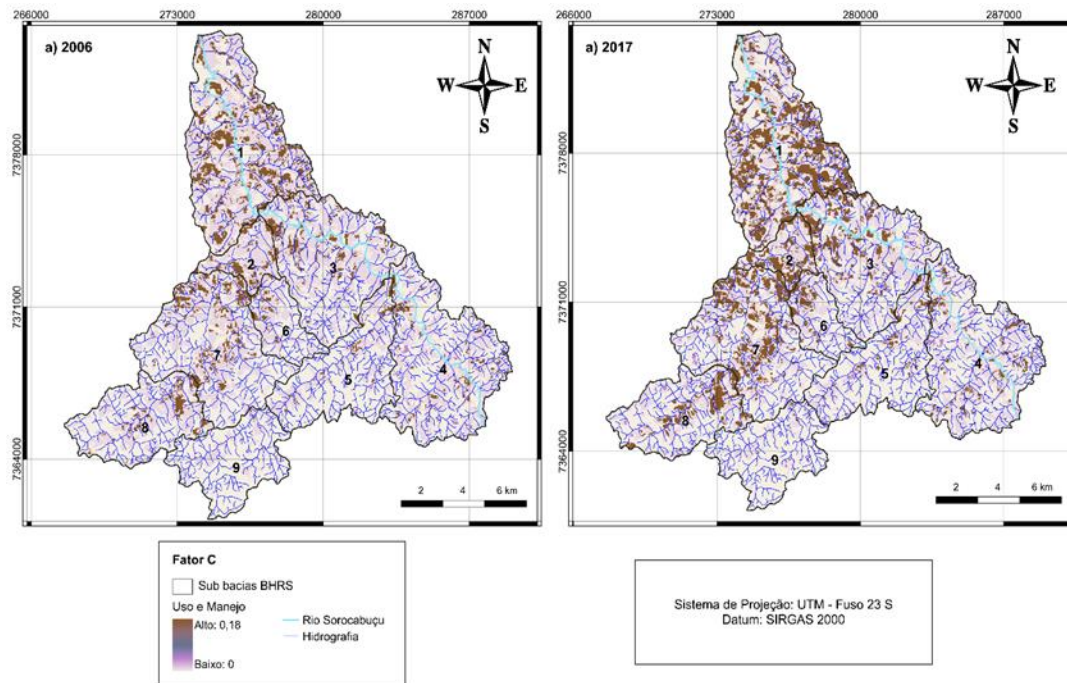 266000 273000 280000 287000
266000 273000 280000 287000
a) 2006
a) 2017
N
W E
S
N
W E
S
7378000
7371000
7364000
7378000
7371000
7364000
1
2
3
4
5
6
7
8
9
1
2
3
4
5
6
7
8
9
2 4 6 km
2 4 6 km
Fator C
Sub bacias BHRS
Uso e Manejo
Alto: 0,18
Baixo: 0
Rio Sorocabuçu
Hidrografia
Sistema de Projeção: UTM - Fuso 23 S
Datum: SIRGAS 2000